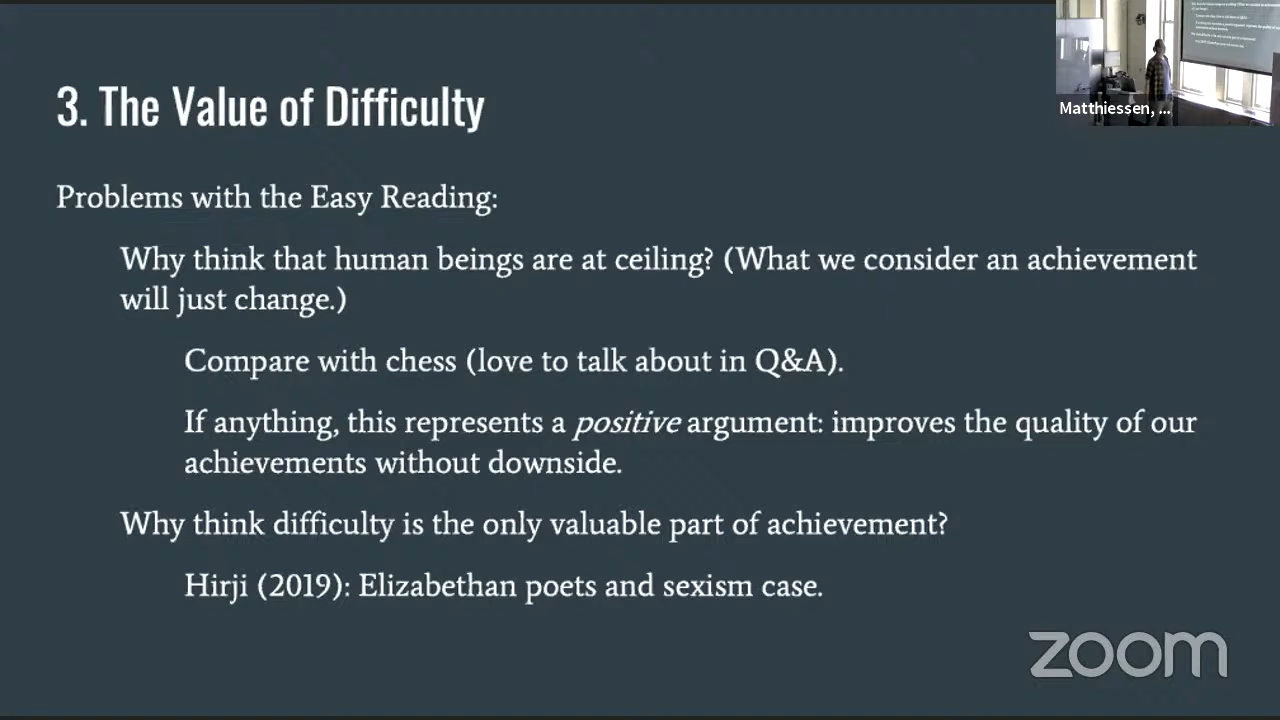 3. The Value of Difficulty
Matthiessen, ...
Problems with the Easy Reading:
Why think that human beings are at ceiling? (What we consider an achievement
will just change.)
Compare with chess (love to talk about in Q&A).
If anything, this represents a positive argument: improves the quality of our
achievements without downside.
Why think difficulty is the only valuable part of achievement?
Hirji (2019): Elizabethan poets and sexism case.
zoom